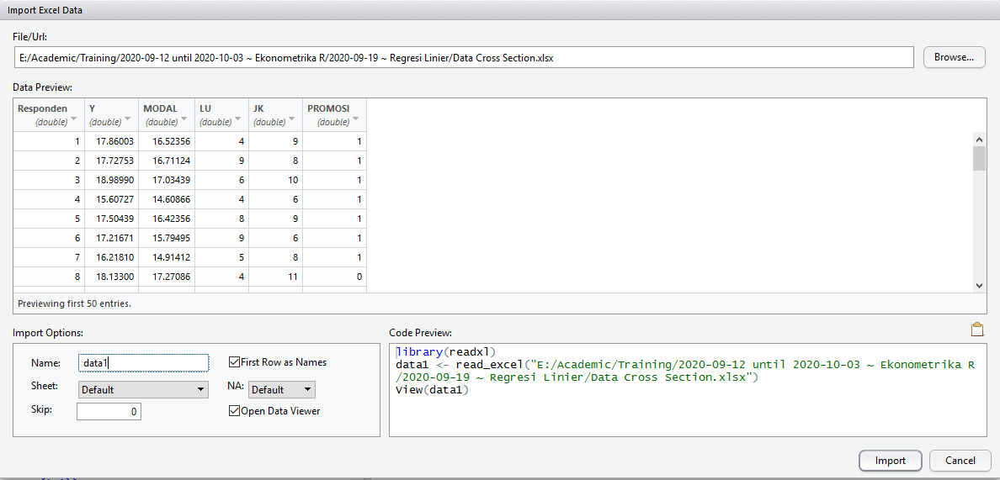 Import Excel Data
File/Url:
E:/Academic/Training/2020-09-12 until 2020-10-03 ~ Ekonometrika R/2020-09-19 ~ Regresi Linier/Data Cross Section.xlsx
Browse...
Data Preview:
Responden Y MODAL LU JK PROMOSI
(double) (double) (double) (double) (double) (double)
1 17.86003 16.52356 4 9 1
2 17.72753 16.71124 9 8 1
3 18.98990 17.03439 6 10 1
4 15.60727 14.60866 4 6 1
5 17.50439 16.42356 8 9 1
6 17.21671 15.79495 9 6 1
7 16.21810 14.91412 5 8 1
8 18.13300 17.27086 4 11 0
Previewing first 50 entries.
Import Options:
Name: data1
First Row as Names
Sheet: Default
NA: Default
Skip: 0
Open Data Viewer
Code Preview:
library(readxl)
data1 <- read_excel("E:/Academic/Training/2020-09-12 until 2020-10-03 ~ Ekonometrika R
/2020-09-19 ~ Regresi Linier/Data Cross Section.xlsx")
View(data1)
Import Cancel